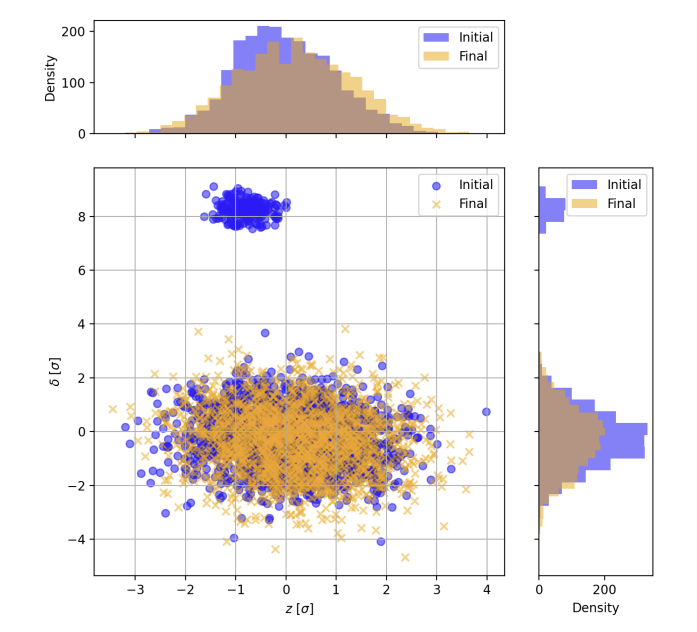 200
100
0
Density
Initial
Final
8
6
4
2
0
−2
−4
δ [σ]
Initial
Final
−3
−2
−1
0
1
2
3
4
z [σ]
Initial
Final
0
200
Density